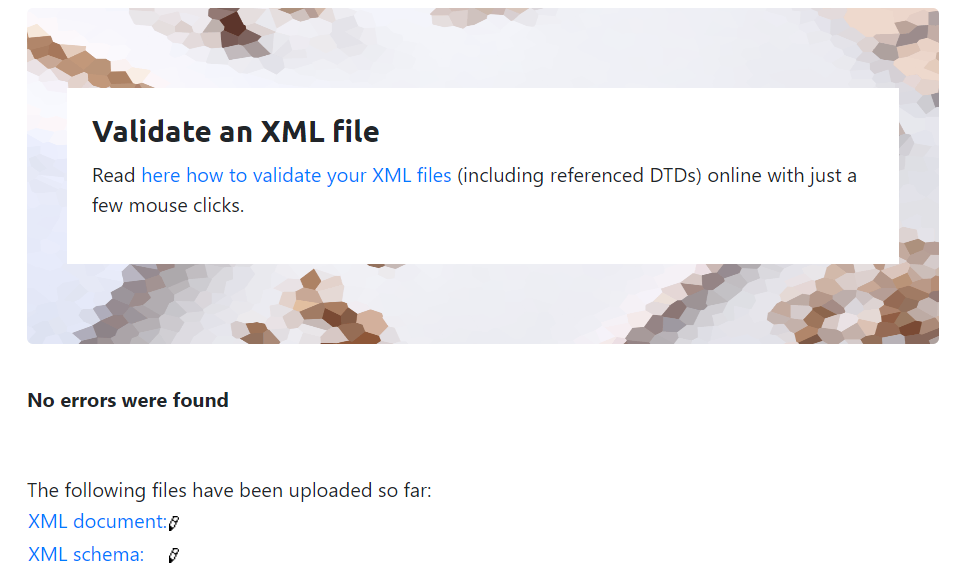 Validate an XML file
Read here how to validate your XML files (including referenced DTDs) online with just a
few mouse clicks.
No errors were found
The following files have been uploaded so far:
XML document:
XML schema: